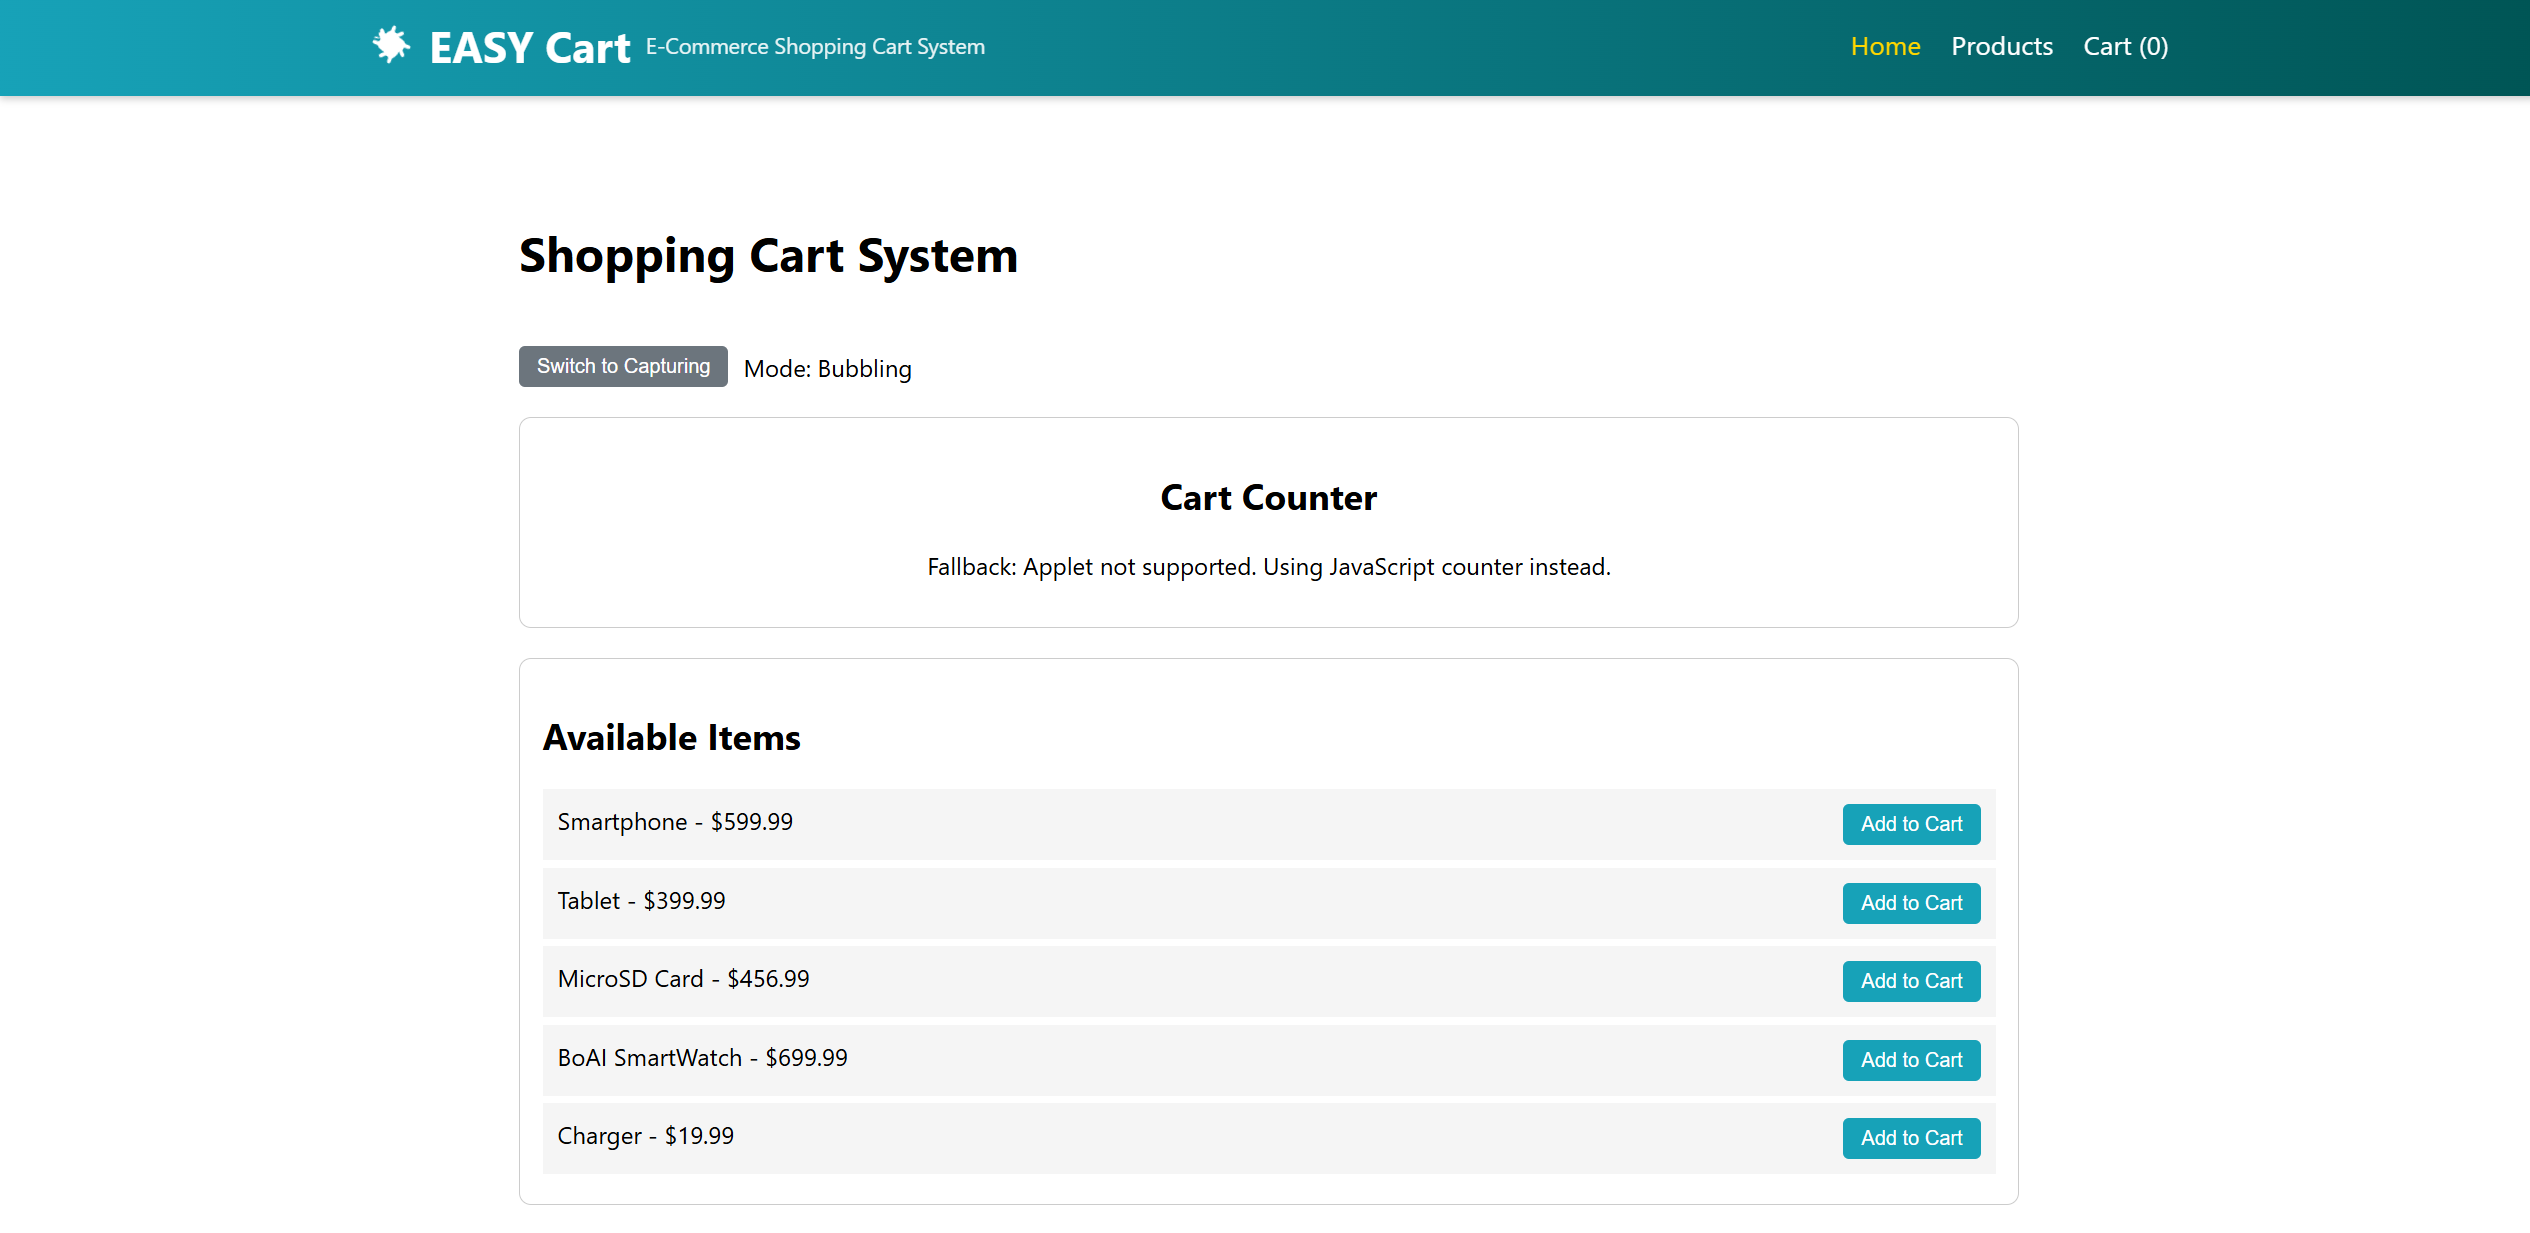 EASY Cart E-Commerce Shopping Cart System Home Products Cart (0)
Shopping Cart System
Switch to Capturing Mode: Bubbling
Cart Counter
Fallback: Applet not supported. Using JavaScript counter instead.
Available Items
Smartphone - $599.99 Add to Cart
Tablet - $399.99 Add to Cart
MicroSD Card - $456.99 Add to Cart
BoAI SmartWatch - $699.99 Add to Cart
Charger - $19.99 Add to Cart